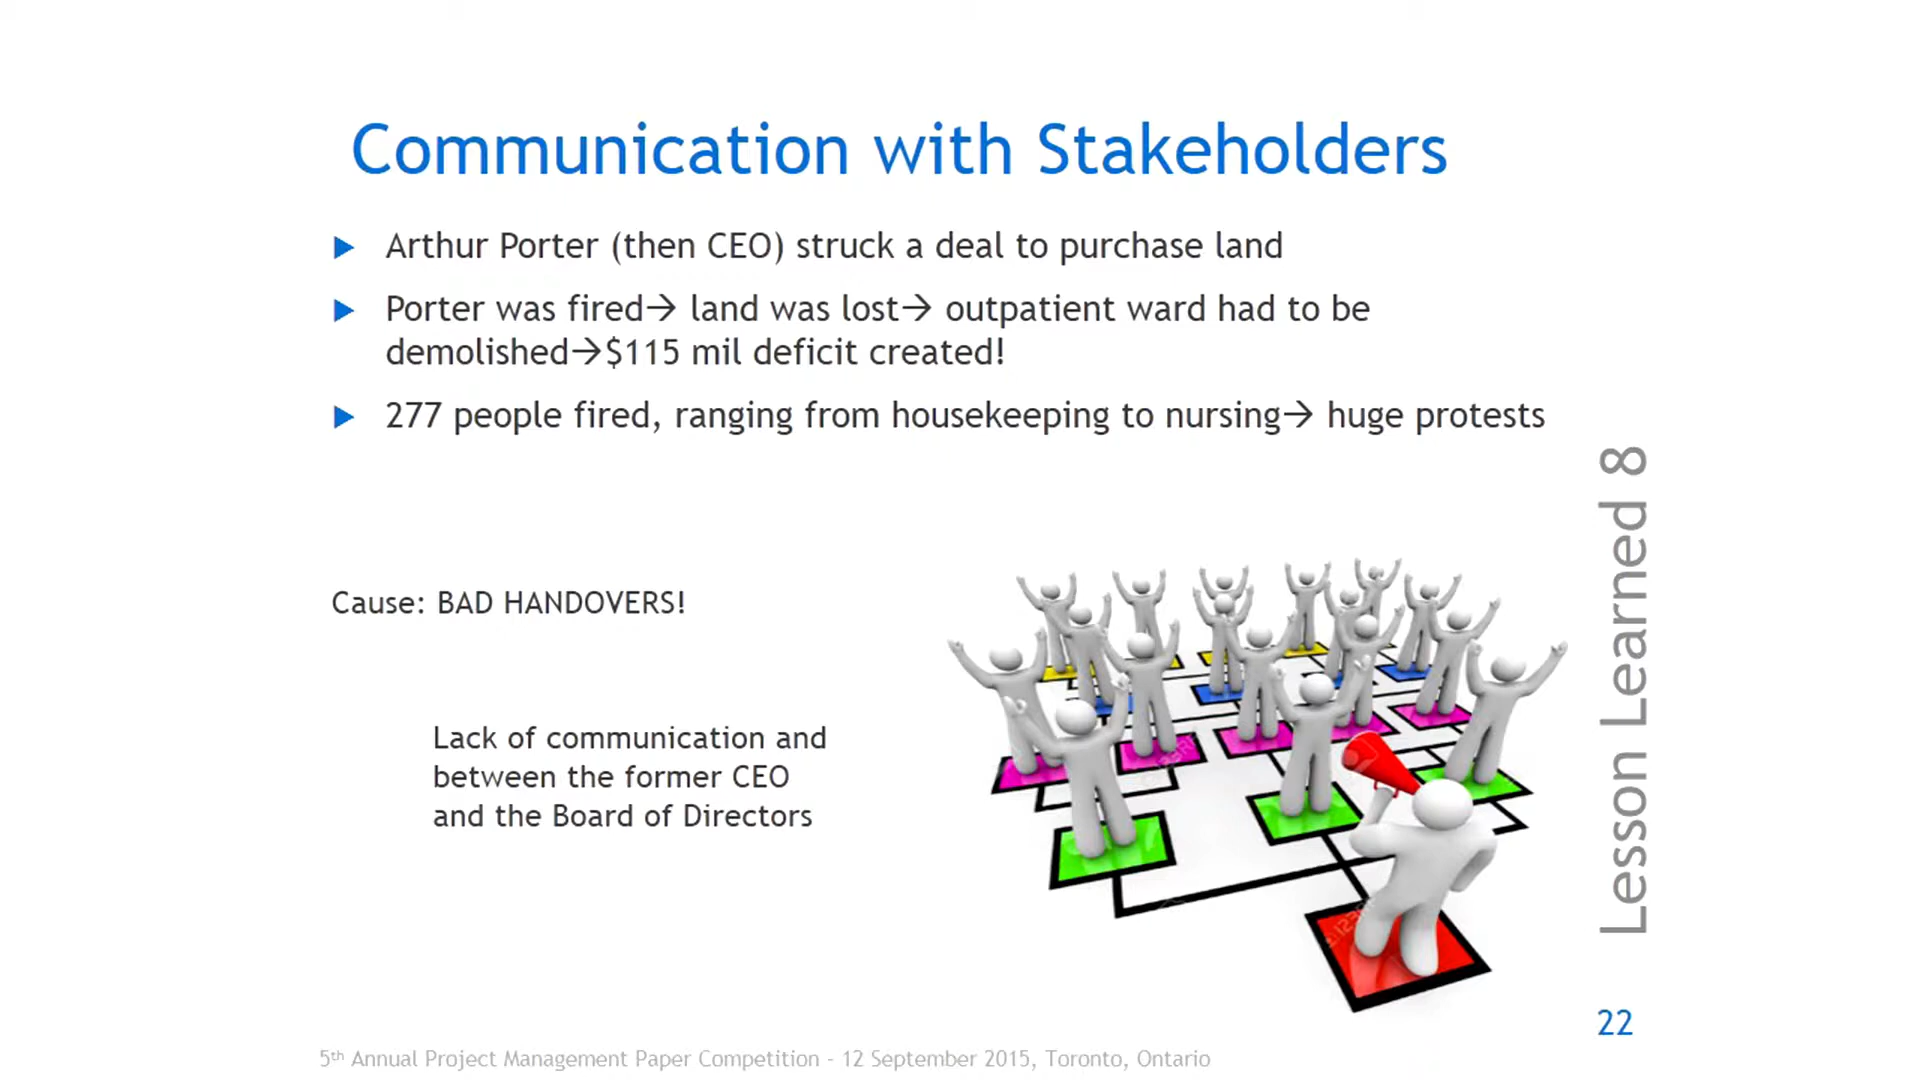 Communication with Stakeholders
▶ Arthur Porter (then CEO) struck a deal to purchase land
▶ Porter was fired→ land was lost→ outpatient ward had to be
demolished→$115 mil deficit created!
▶ 277 people fired, ranging from housekeeping to nursing→ huge protests
Cause: BAD HANDOVERS!
Lack of communication and
between the former CEO
and the Board of Directors
Lesson Learned 8
22
5th Annual Project Management Paper Competition - 12 September 2015, Toronto, Ontario